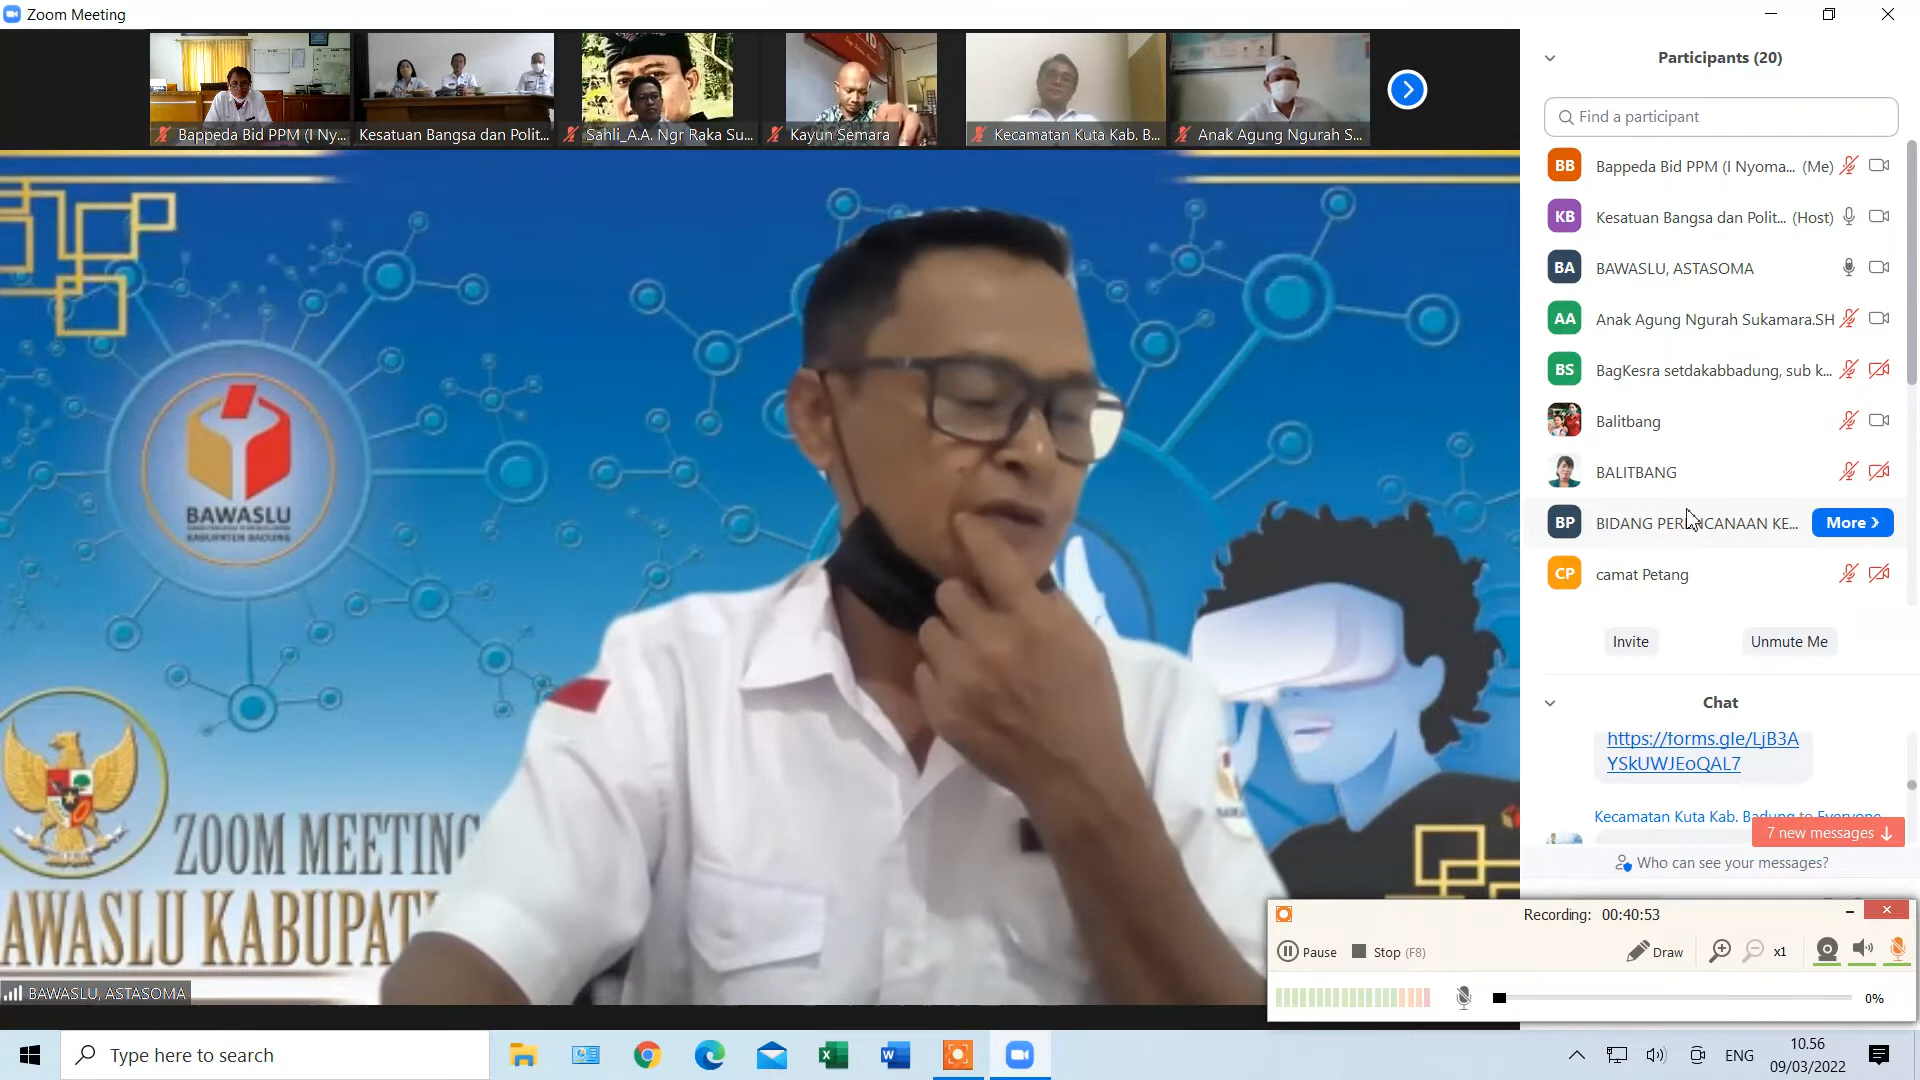 Zoom Meeting
Bappeda Bid PPM (I Ny...
Kesatuan Bangsa dan Polit...
Sahli_A.A. Ngr Raka Su...
Kayun Semara
Kecamatan Kuta Kab. B...
Anak Agung Ngurah S...
Participants (20)
Find a participant
BB Bappeda Bid PPM (I Nyoma... (Me)
KB Kesatuan Bangsa dan Polit... (Host)
BA BAWASLU, ASTASOMA
AA Anak Agung Ngurah Sukamara.SH
BS BagKesra setdakabbadung, sub k...
Balitbang
BALITBANG
BP BIDANG PER CANAAN KE... More
CP camat Petang
Invite Unmute Me
Chat
https://forms.gle/LjB3A
YSkUWJEoQAL7
Kecamatan Kuta Kab. Badung to Everyone
7 new messages
Who can see your messages?
BAWASLU
KABUPATEN BADUNG
ZOOM MEETING
AWASLU KABUPAT
BAWASLU, ASTASOMA
Recording: 00:40:53
Pause Stop (F8) Draw x1
0%
Type here to search
ENG
10.56
09/03/2022